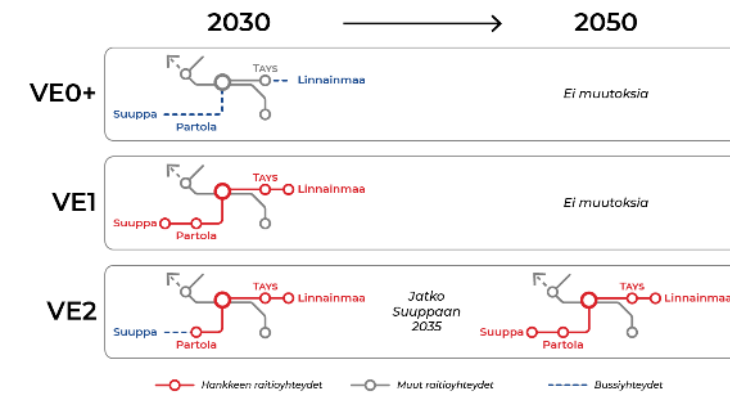 2030
2050
VE0+
TAYS
Linnainmaa
Suuppa
Partola
Ei muutoksia
VE1
TAYS
Linnainmaa
Suuppa
Partola
Ei muutoksia
VE2
TAYS
Linnainmaa
Suuppa
Partola
Jatko
Suuppaan
2035
TAYS
Linnainmaa
Suuppa
Partola
Hankkeen raitioyhteydet
Muut raitioyhteydet
Bussiyhteydet